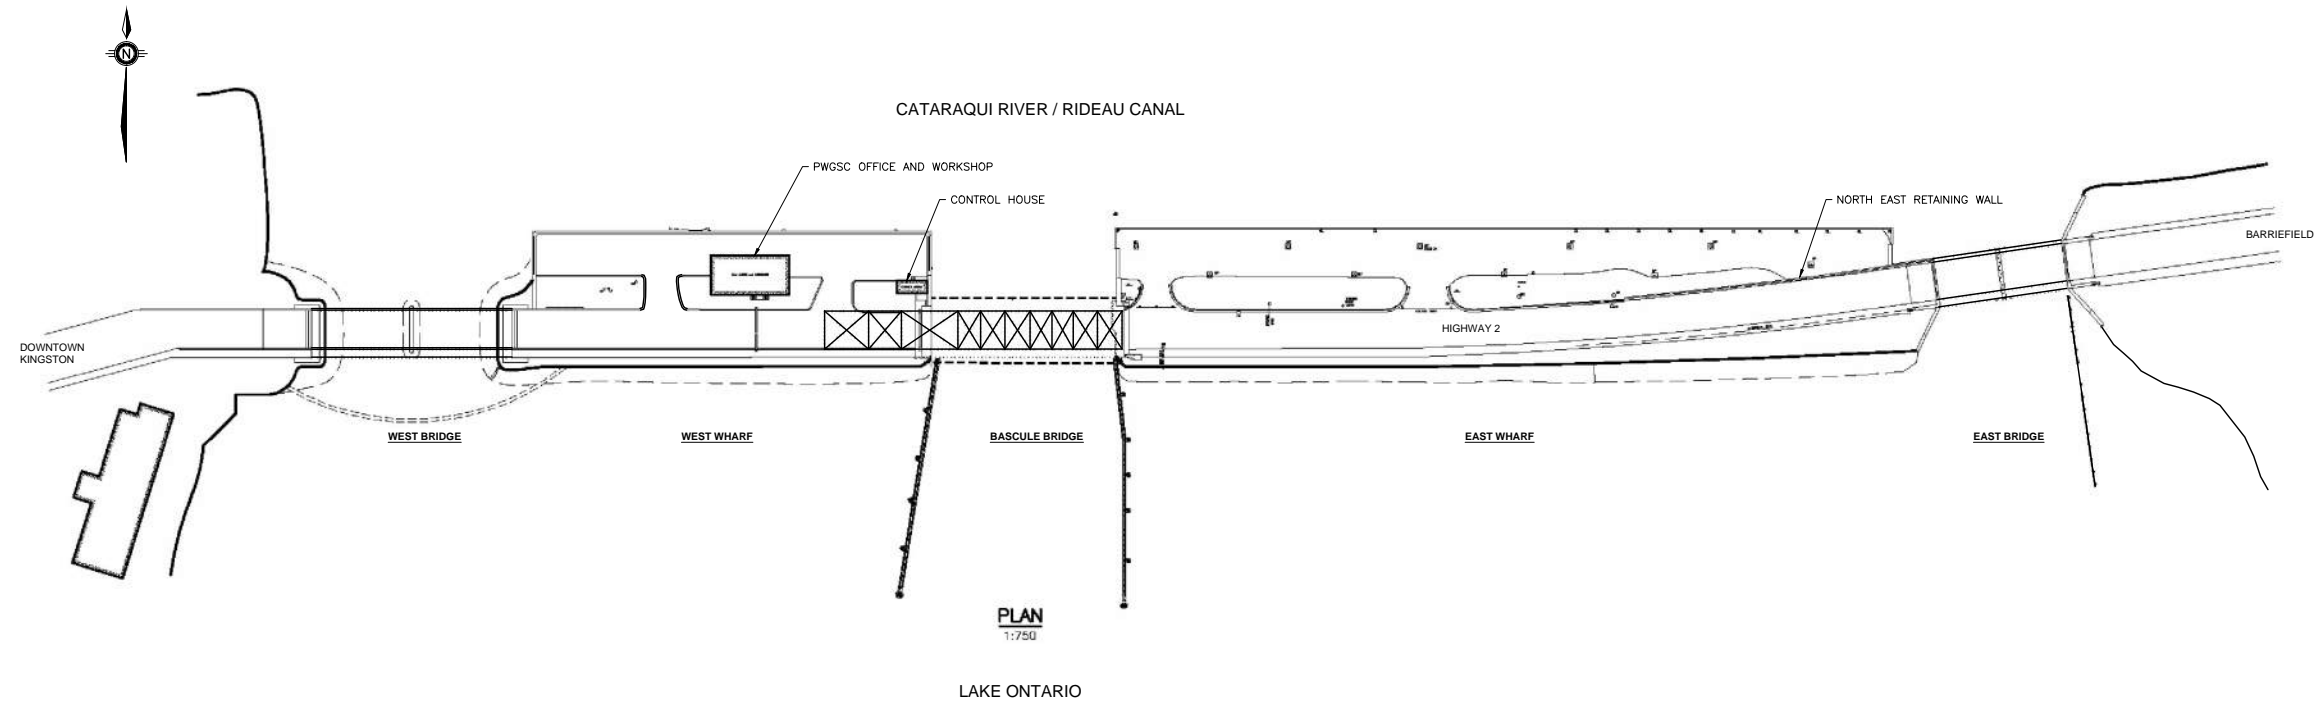 N
CATARAQUI RIVER / RIDEAU CANAL
PWGSC OFFICE AND WORKSHOP
CONTROL HOUSE
NORTH EAST RETAINING WALL
BARRIEFIELD
HIGHWAY 2
DOWNTOWN
KINGSTON
WEST BRIDGE
WEST WHARF
BASCULE BRIDGE
EAST WHARF
EAST BRIDGE
PLAN
1:750
LAKE ONTARIO